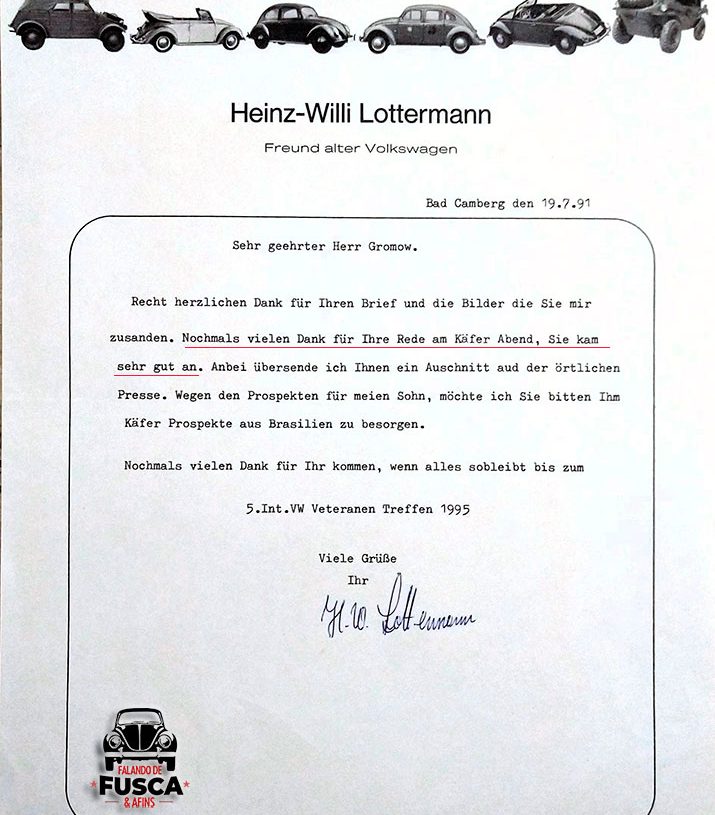 Heinz-Willi Lottermann
Freund alter Volkswagen
Bad Camberg den 19.7.91
Sehr geehrter Herr Gromow.
Recht herzlichen Dank für Ihren Brief und die Bilder die Sie mir
zusanden. Nochmals vielen Dank für Ihre Rede am Käfer Abend, Sie kam
sehr gut an. Anbei übersende ich Ihnen ein Auschnitt aud der örtlichen
Presse. Wegen den Prospekten für meien Sohn, möchte ich Sie bitten Ihm
Käfer Prospekte aus Brasilien zu besorgen.
Nochmals vielen Dank für Ihr kommen, wenn alles sobleibt bis zum
5.Int.VW Veteranen Treffen 1995
Viele Grüße
Ihr
H.W. Lottermann
FALANDO DE
FUSCA
& AFINS